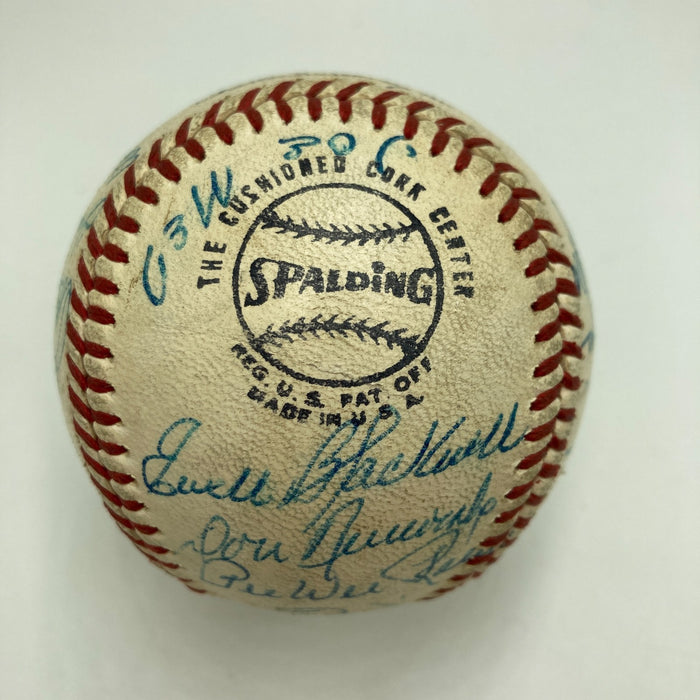 THE CUSHIONED CORK CENTER
SPALDING
REG. U.S. PAT. OFF.
MADE IN U.S.A.
Ewell Blackwell
Don Newcombe
Pee Wee Reese